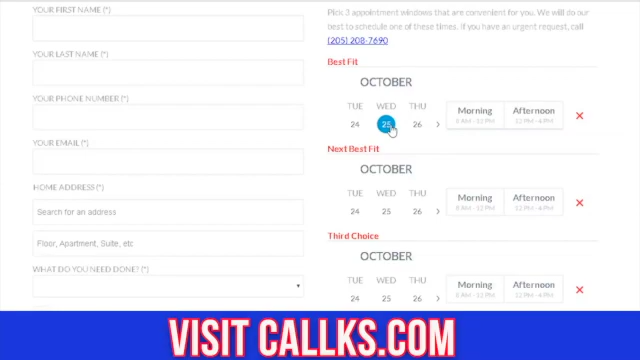 YOUR FIRST NAME (*)
YOUR LAST NAME (*)
YOUR PHONE NUMBER (*)
YOUR EMAIL (*)
HOME ADDRESS (*)
Search for an address
Floor, Apartment, Suite, etc
WHAT DO YOU NEED DONE? (*)
Pick 3 appointment windows that are convenient for you. We will do our
test to schedule one of these times. If you have an urgent request, call
(205) 208-7690
Best Fit
OCTOBER
TUE WED THU
24 25 26 >
Morning Afternoon
8 AM - 12 PM 12 PM - 4 PM
Next Best Fit
OCTOBER
TUE WED THU
24 25 26 >
Morning Afternoon
8 AM - 12 PM 12 PM - 4 PM
Third Choice
OCTOBER
TUE WED THU
24 25 26 >
Morning Afternoon
8 AM - 12 PM 12 PM - 4 PM
VISIT CALLKS.COM